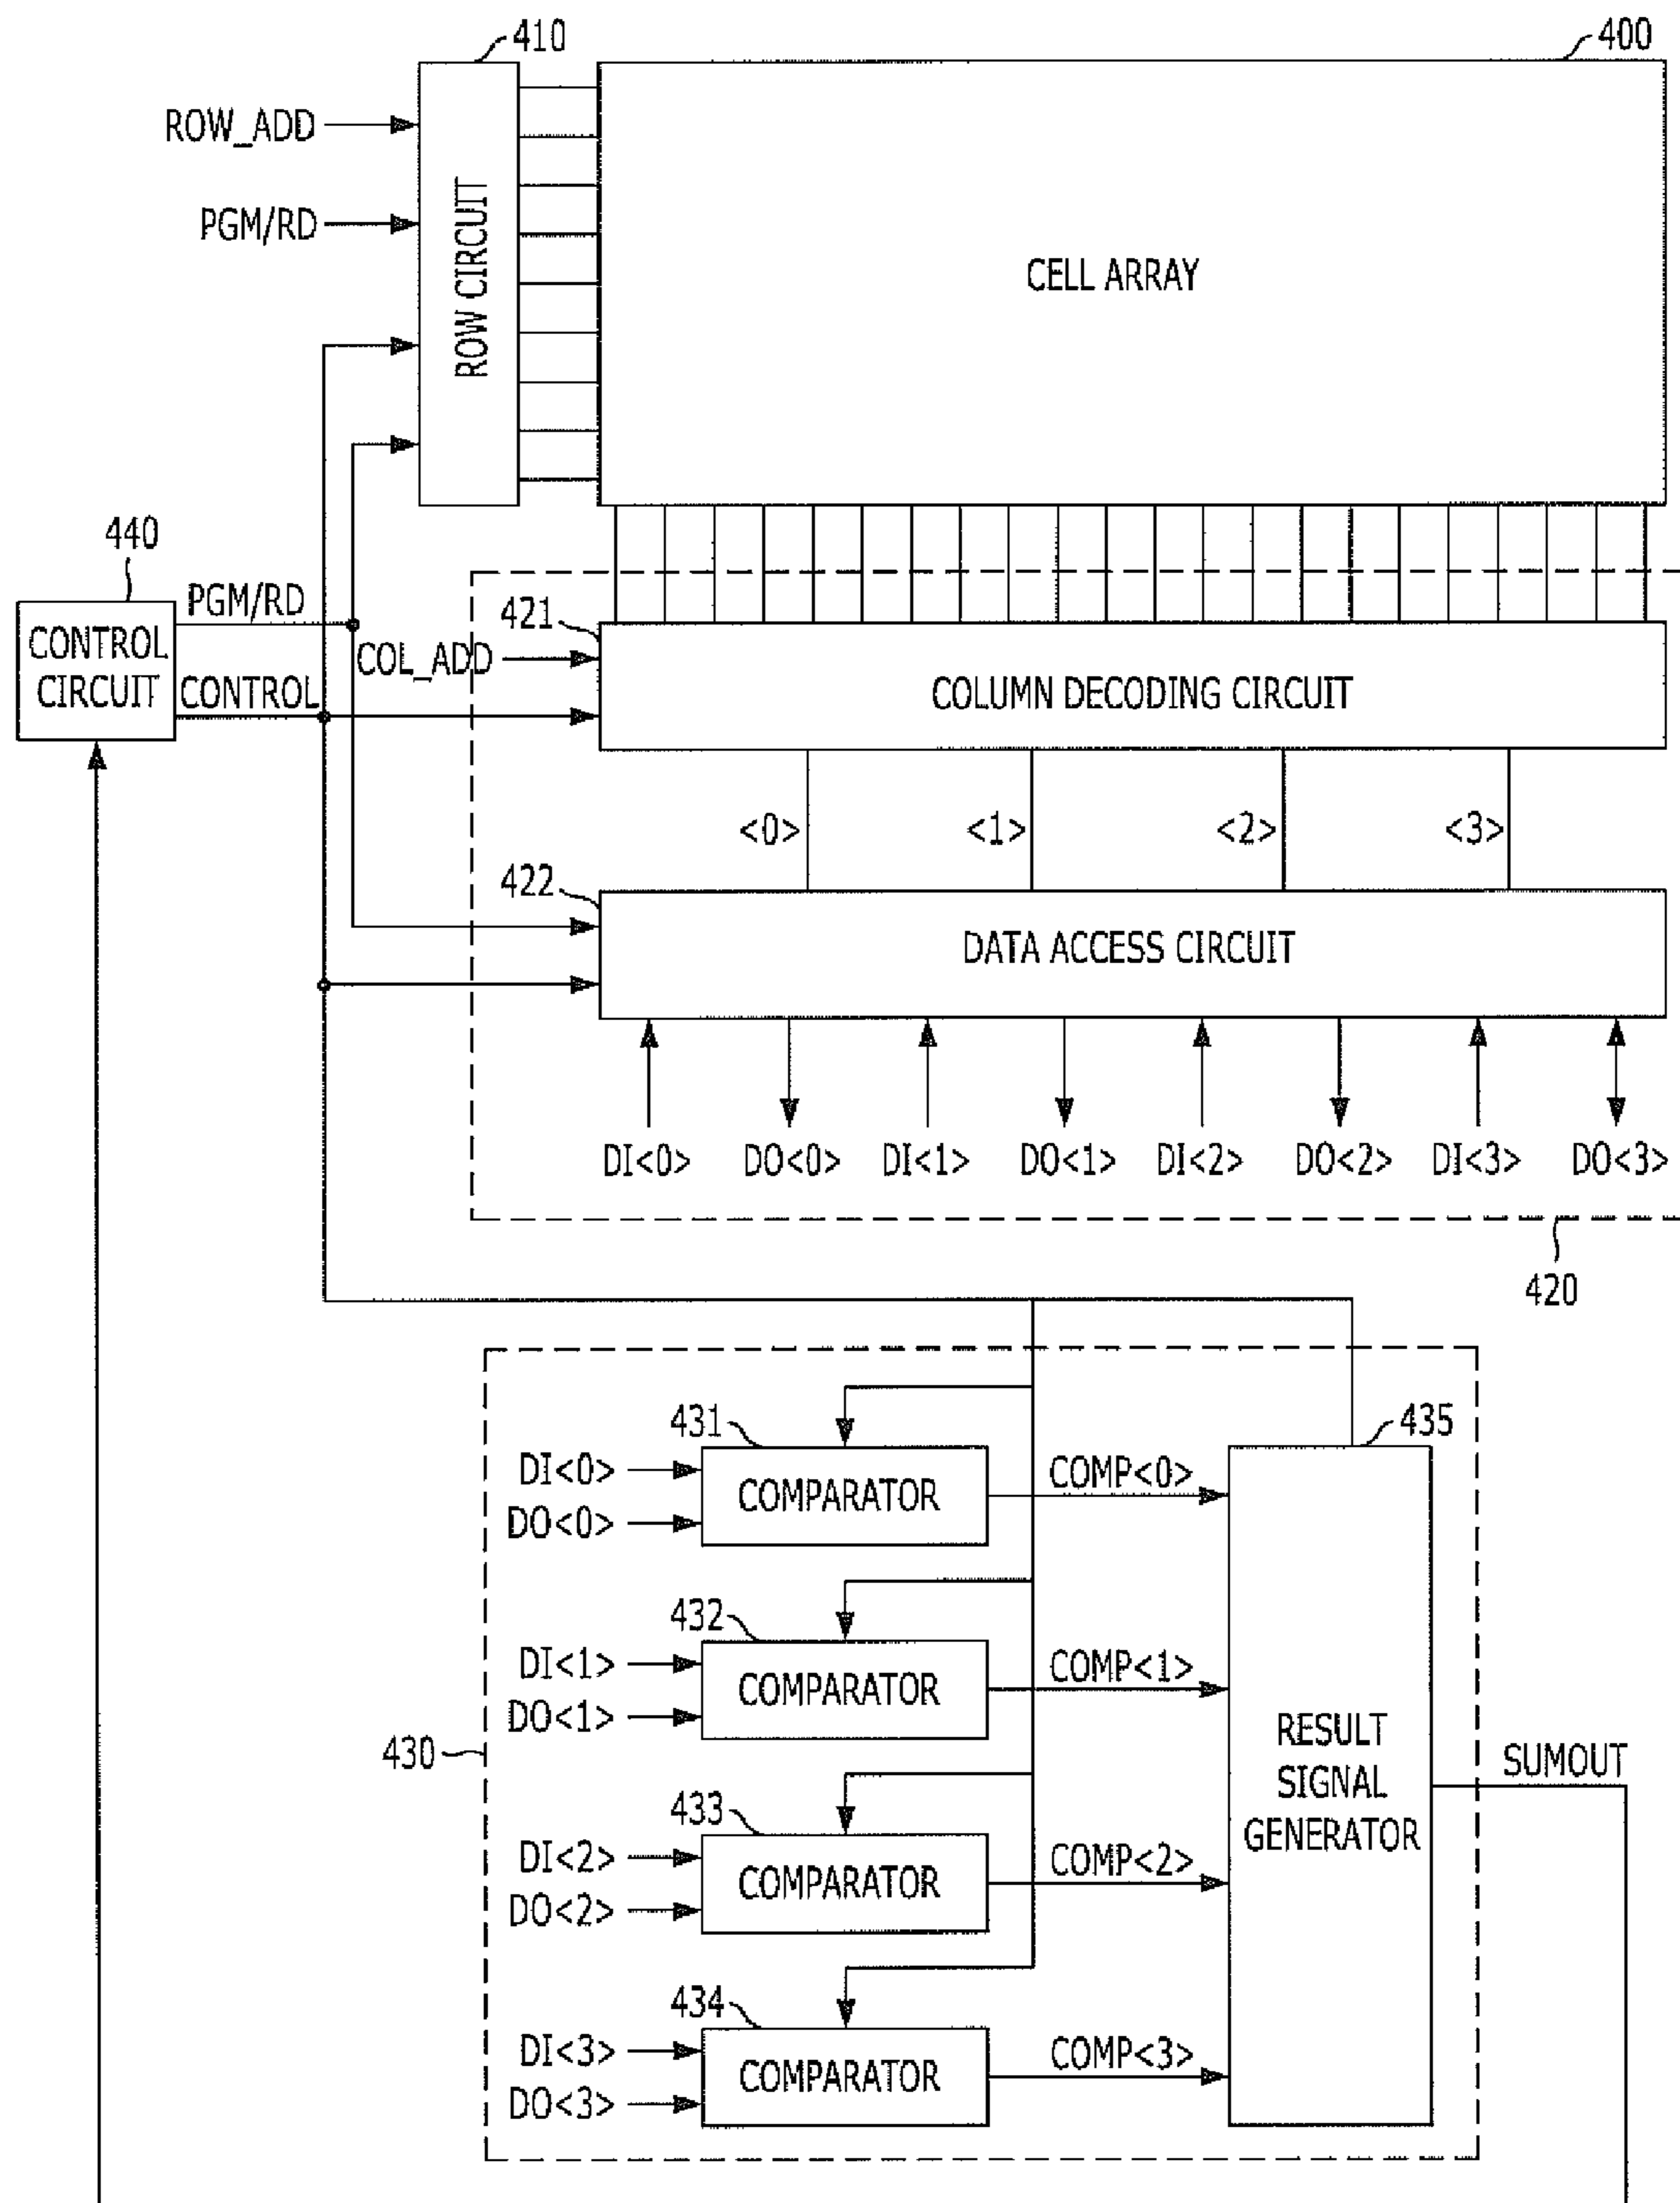 410
400
ROW_ADD
PGM/RD
ROW CIRCUIT
CELL ARRAY
440
PGM/RD
CONTROL
CIRCUIT
CONTROL
421
COL_ADD
COLUMN DECODING CIRCUIT
<0>
<1>
<2>
<3>
422
DATA ACCESS CIRCUIT
DI<0>
DO<0>
DI<1>
DO<1>
DI<2>
DO<2>
DI<3>
DO<3>
420
430
431
DI<0>
DO<0>
COMPARATOR
COMP<0>
435
432
DI<1>
DO<1>
COMPARATOR
COMP<1>
433
DI<2>
DO<2>
COMPARATOR
COMP<2>
434
DI<3>
DO<3>
COMPARATOR
COMP<3>
RESULT
SIGNAL
GENERATOR
SUMOUT